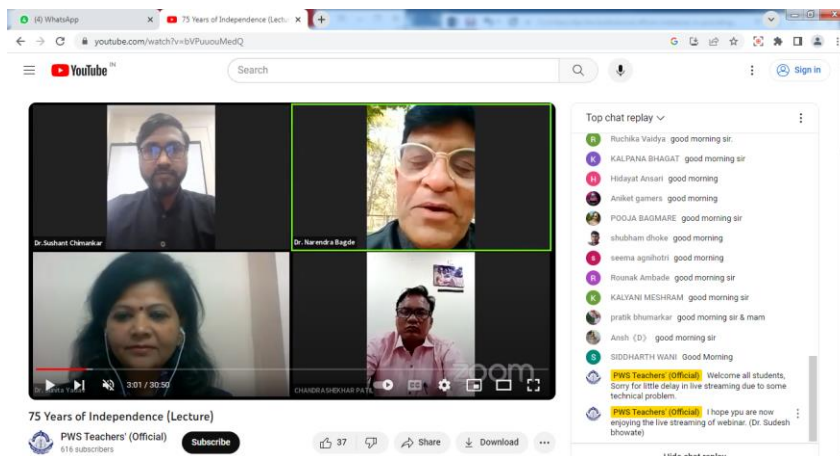 (4) WhatsApp
75 Years of Independence (Lectu
youtube.com/watch?v=bVPuuouMedQ
YouTube IN
Search
Sign in
Dr.Sushant Chimankar
Dr. Narendra Bagde
CHANDRASHEKHAR PATIL
zoom
3:01 / 30:50
75 Years of Independence (Lecture)
PWS Teachers' (Official)
616 subscribers
Subscribe
37
Share
Download
Top chat replay
R Ruchika Vaidya good morning sir.
K KALPANA BHAGAT good morning sir
H Hidayat Ansari good morning
Aniket gamers good morning
POOJA BAGMARE good morning sir
shubham dhoke good morning
s seema agnihotri good morning
R Rounak Ambade good morning sir
K KALYANI MESHRAM good morning sir
pratik bhumarkar good morning sir & mam
Ansh《D》 good morning sir
S SIDDHARTH WANI Good Morning
PWS Teachers' (Official) Welcome all students,
Sorry for little delay in live streaming due to some
technical problem.
PWS Teachers' (Official) I hope ypu are now
enjoying the live streaming of webinar. (Dr. Sudesh
bhowate)
Hide chat replay